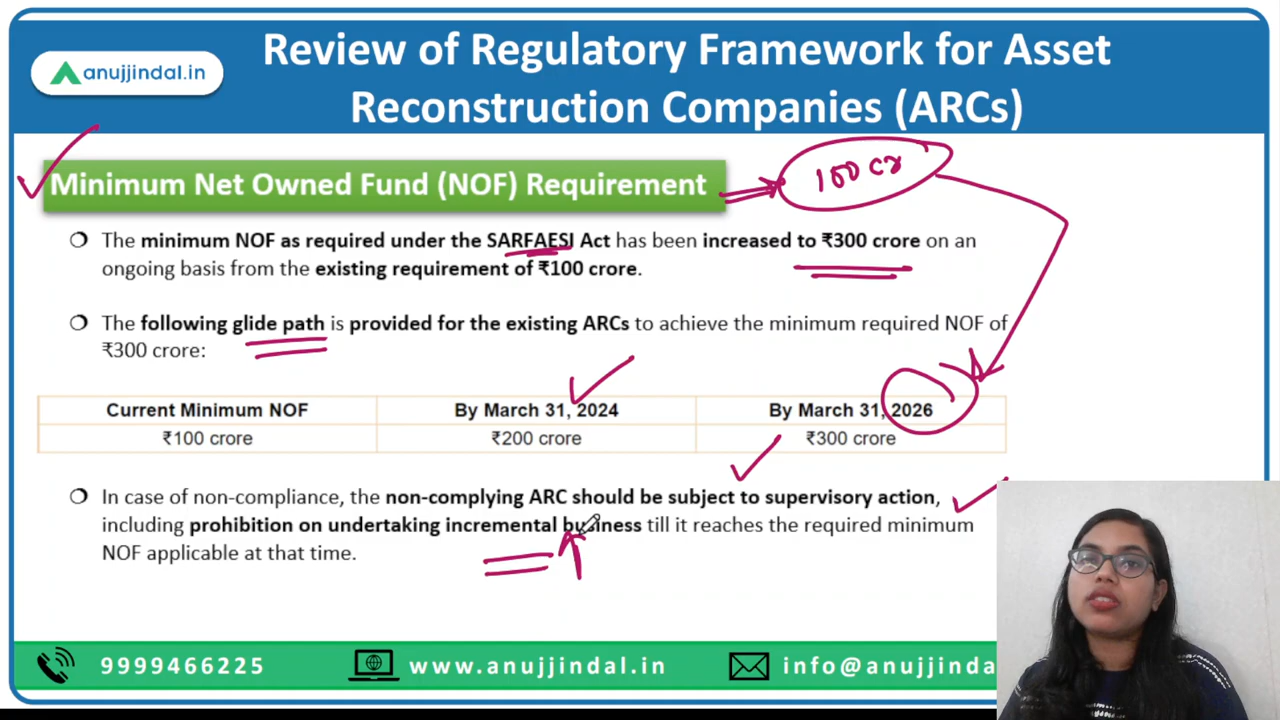 Review of Regulatory Framework for Asset
anujjindal.in
Reconstruction Companies (ARCs)
Minimum Net Owned Fund (NOF) Requirement
100 cr
The minimum NOF as required under the SARFAESI Act has been increased to ₹300 crore on an
ongoing basis from the existing requirement of ₹100 crore.
The following glide path is provided for the existing ARCs to achieve the minimum required NOF of
₹300 crore:
Current Minimum NOF By March 31, 2024 By March 31, 2026
₹100 crore ₹200 crore ₹300 crore
In case of non-compliance, the non-complying ARC should be subject to supervisory action,
including prohibition on undertaking incremental business till it reaches the required minimum
NOF applicable at that time.
9999466225 www.anujjindal.in info@anujjinda